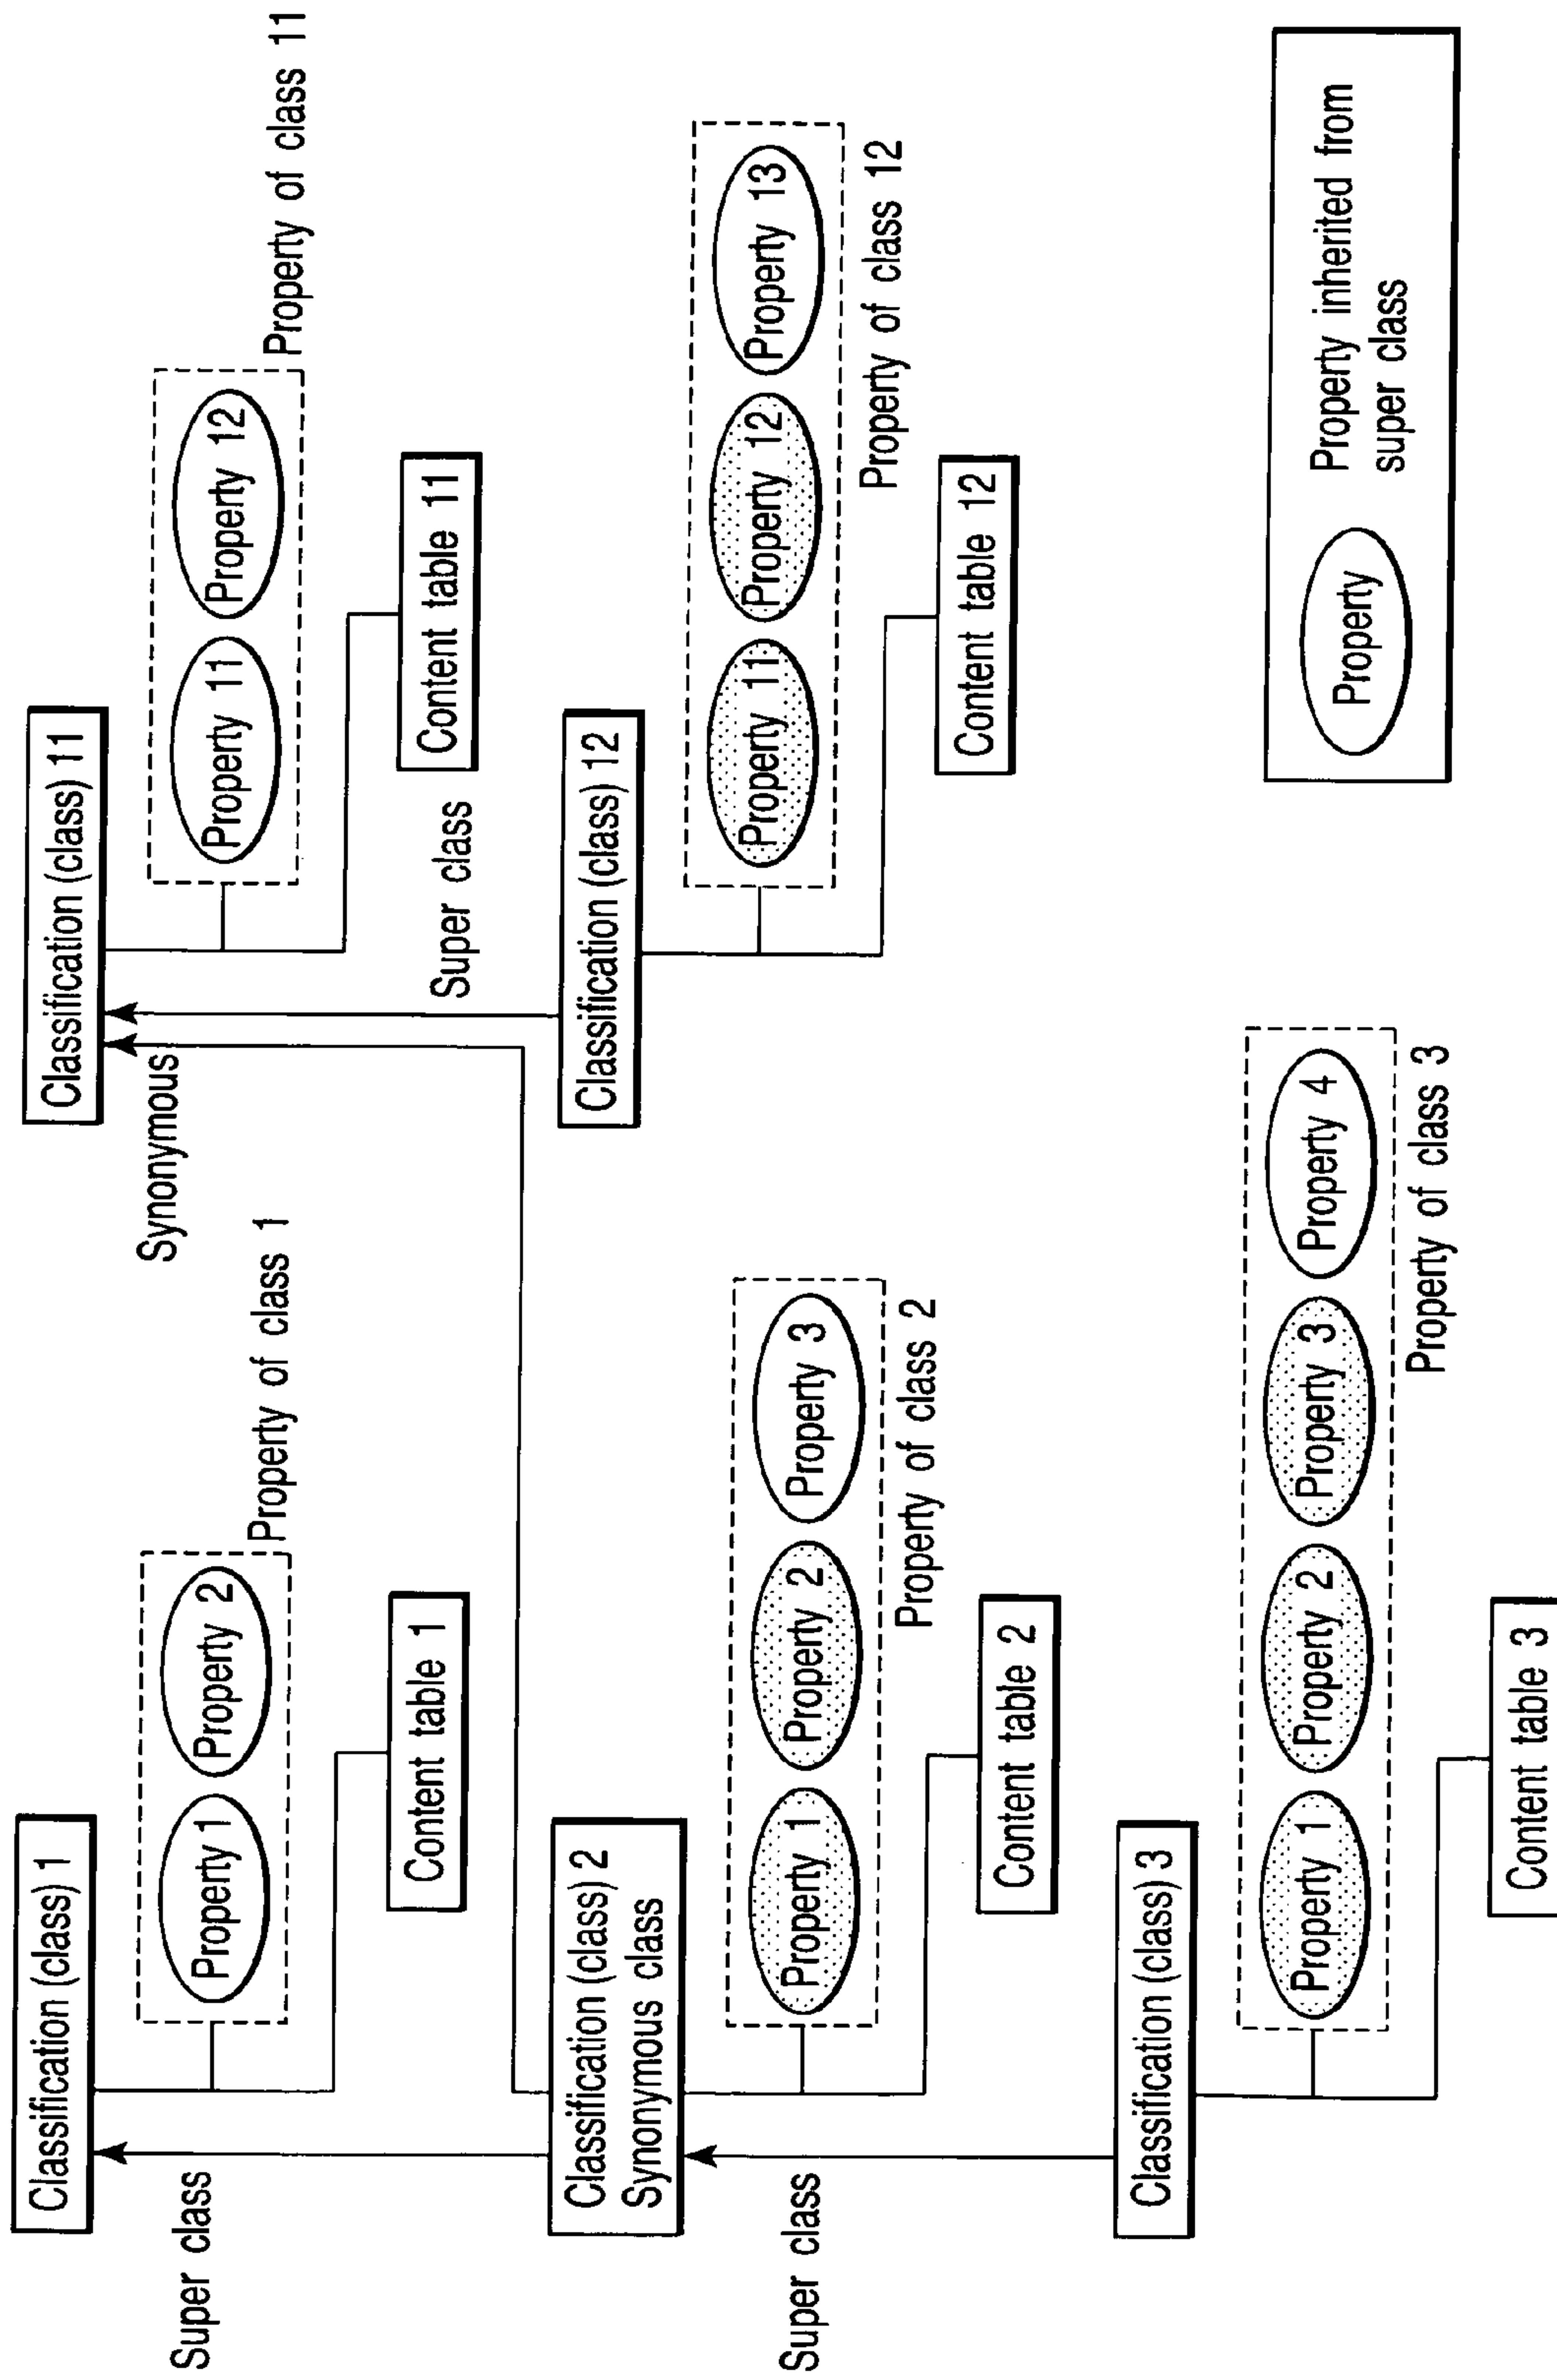 Classification (class) 1
Super class
Property 1
Property 2
Property of class 1
Content table 1
Classification (class) 2
Synonymous class
Super class
Property 1
Property 2
Property 3
Property of class 2
Content table 2
Classification (class) 3
Property 1
Property 2
Property 3
Property 4
Property of class 3
Content table 3
Classification (class) 11
Synonymous
Property 11
Property 12
Property of class 11
Content table 11
Super class
Classification (class) 12
Property 11
Property 12
Property 13
Property of class 12
Content table 12
Property
Property inherited from
super class